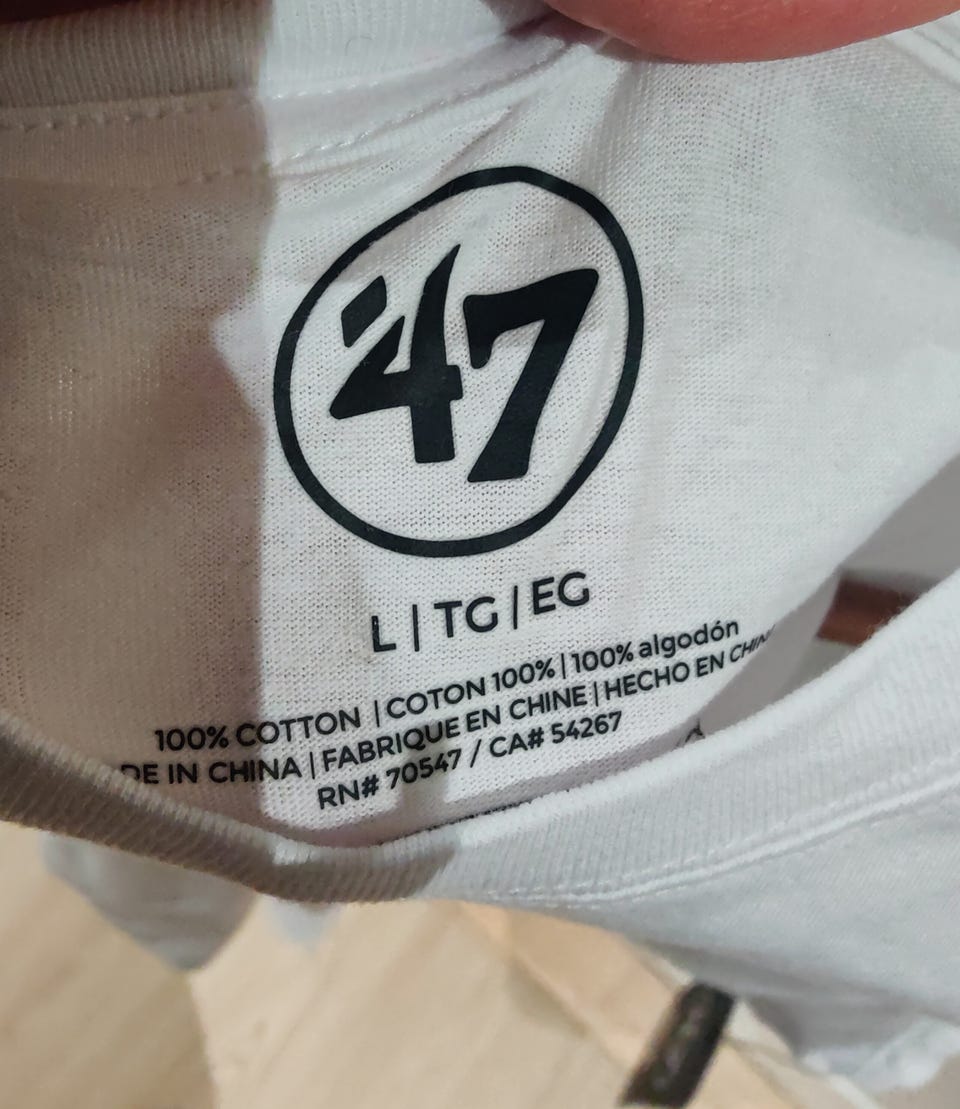 '47
L | TG | EG
100% COTTON | COTON 100% | 100% algodón
DE IN CHINA | FABRIQUE EN CHINE | HECHO EN CHIN
RN# 70547 / CA# 54267